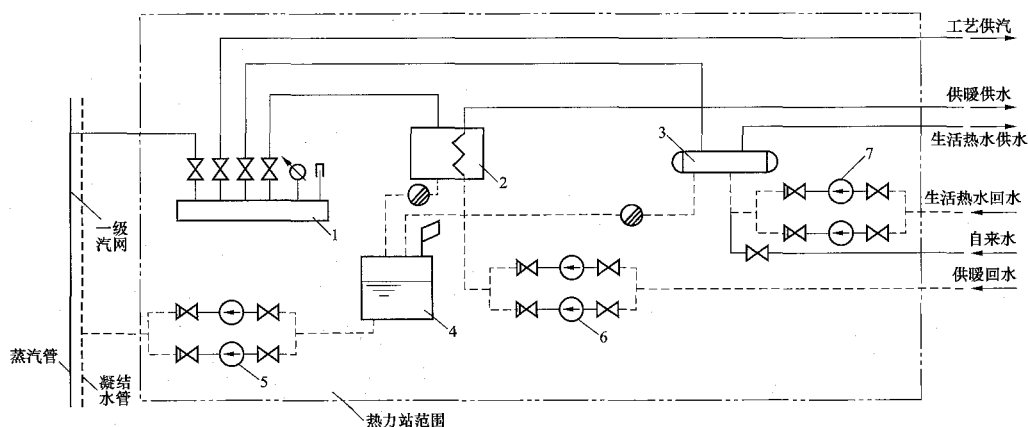 工艺供汽
供暖供水
生活热水供水
3
7
2
生活热水回水
一级
汽网
1
自来水
供暖回水
4
6
蒸汽管
凝结
水管
5
热力站范围